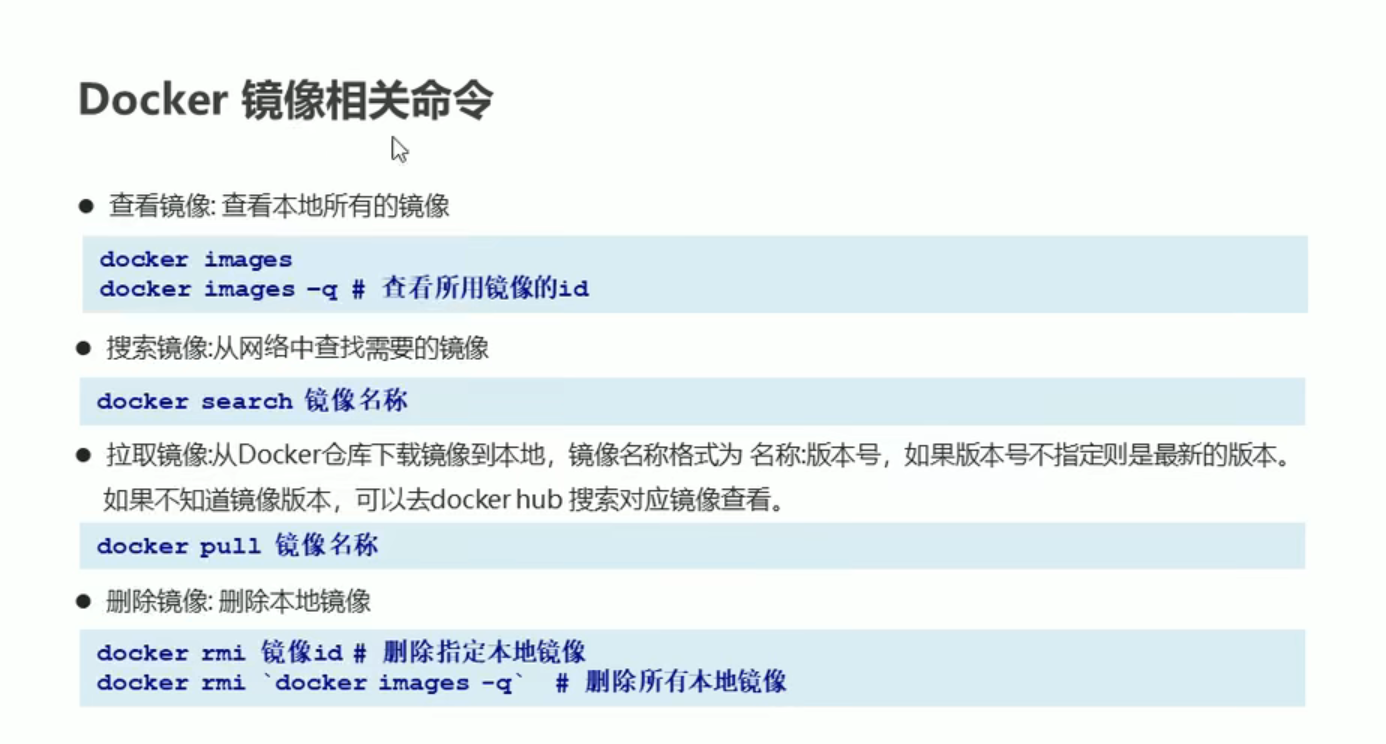 Docker 镜像相关命令
● 查看镜像: 查看本地所有的镜像
docker images
docker images –q # 查看所用镜像的id
● 搜索镜像:从网络中查找需要的镜像
docker search 镜像名称
● 拉取镜像:从Docker仓库下载镜像到本地，镜像名称格式为 名称:版本号，如果版本号不指定则是最新的版本。
如果不知道镜像版本，可以去docker hub 搜索对应镜像查看。
docker pull 镜像名称
● 删除镜像: 删除本地镜像
docker rmi 镜像id # 删除指定本地镜像
docker rmi `docker images -q` # 删除所有本地镜像